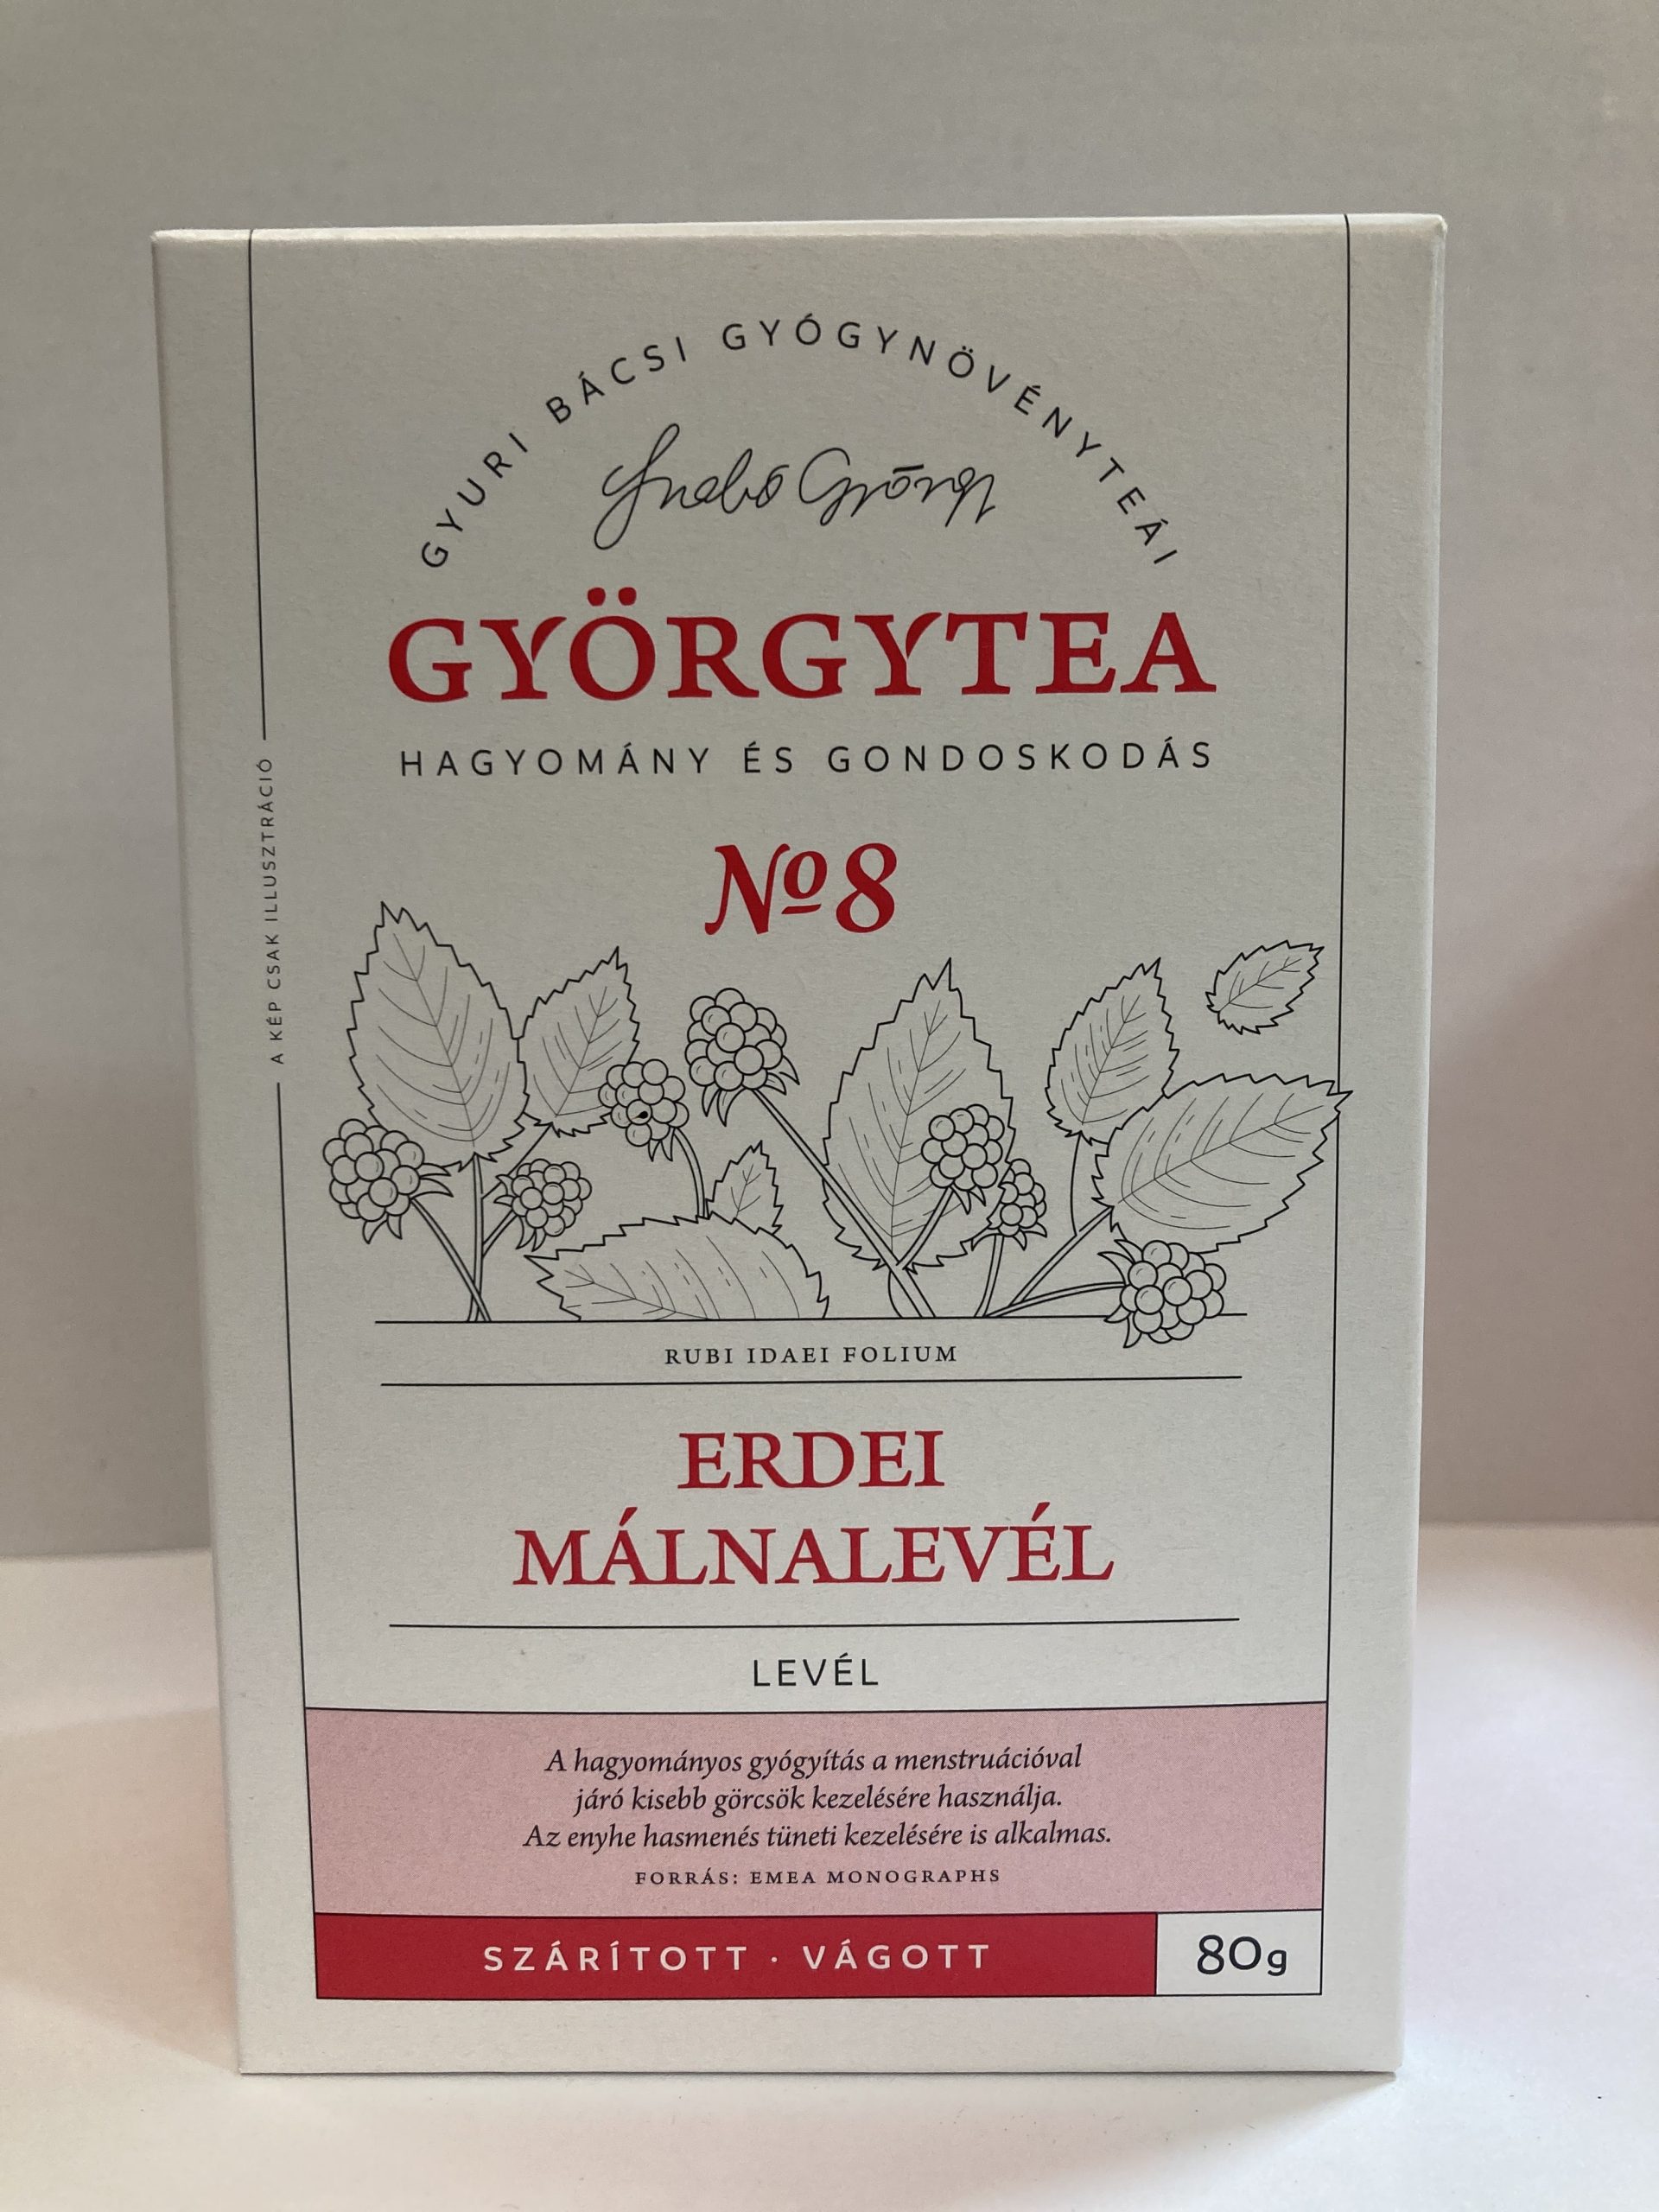 GYURI BÁCSI GYÓGYNÖVÉNYTEÁI
Szabó György
GYÖRGYTEA
HAGYOMÁNY ÉS GONDOSKODÁS
№8
A KÉP CSAK ILLUSZTRÁCIÓ
RUBI IDAEI FOLIUM
ERDEI
MÁLNALEVÉL
LEVÉL
A hagyományos gyógyítás a menstruációval
járó kisebb görcsök kezelésére használja.
Az enyhe hasmenés tüneti kezelésére is alkalmas.
FORRÁS: EMEA MONOGRAPHS
SZÁRÍTOTT · VÁGOTT
80g